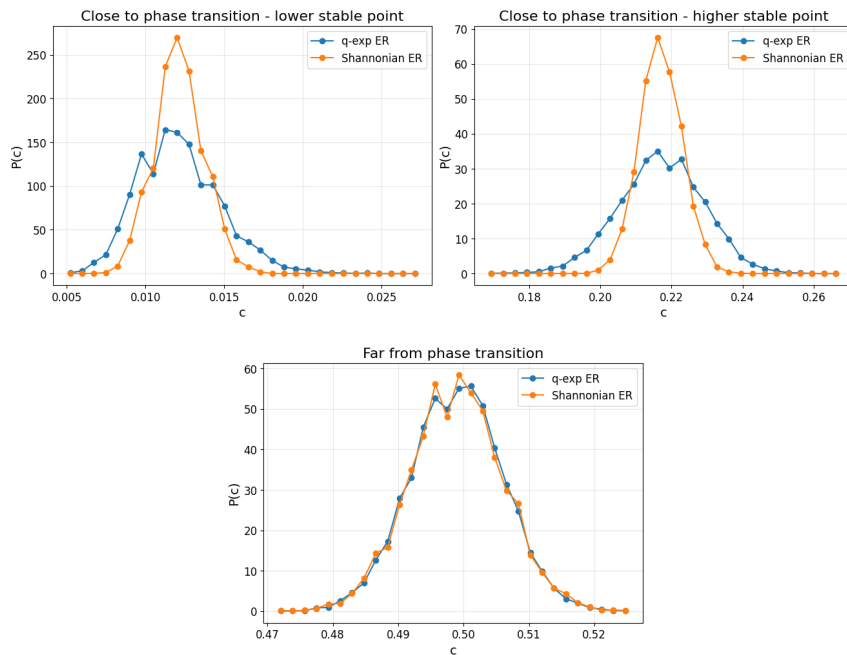 Close to phase transition - lower stable point
P(c)
250
200
150
100
50
0
q-exp ER
Shannonian ER
0.005 0.010 0.015 0.020 0.025
c
Close to phase transition - higher stable point
P(c)
70
60
50
40
30
20
10
0
q-exp ER
Shannonian ER
0.18 0.20 0.22 0.24 0.26
c
Far from phase transition
P(c)
60
50
40
30
20
10
0
q-exp ER
Shannonian ER
0.47 0.48 0.49 0.50 0.51 0.52
c